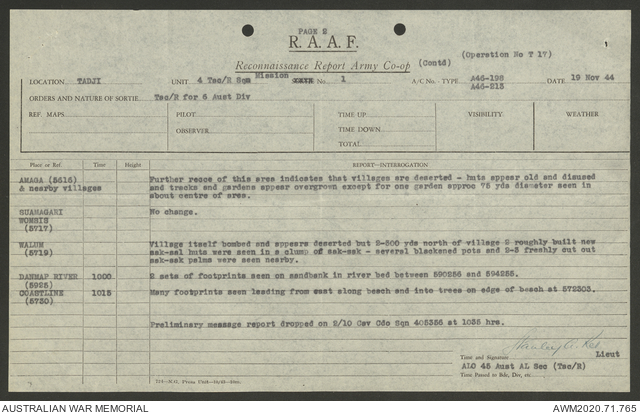 PAGE 2
R. A. A. F.
Reconnaissance Report Army Co-op (Contd) (Operation No T 17)
LOCATION TADJI UNIT 4 Tac/R Sqn Mission No. 1 A/C No. - TYPE A46-198 DATE 19 Nov 44
A46-213
ORDERS AND NATURE OF SORTIE Tac/R for 6 Aust Div
REF. MAPS PILOT TIME UP VISIBILITY WEATHER
OBSERVER TIME DOWN
TOTAL
Place or Ref. Time Height REPORT—INTERROGATION
AMAGA (5616) Further recce of this area indicates that villages are deserted - huts appear old and disused
& nearby villages and tracks and gardens appear overgrown except for one garden approc 75 yds diameter seen in
about centre of area.
No change.
WOMSIS
(5717)
WALUM Village itself bombed and appears deserted but 2-300 yds north of village 2 roughly built new
(5719) sak-sal huts were seen in a clump of sak-sak - several blackened pots and 2-3 freshly cut out
sak-sak palms were seen nearby.
DANMAP RIVER 1000 2 sets of footprints seen on sandbank in river bed between 590256 and 594255.
(5925)
COASTLINE 1015 Many footprints seen leading from east along beach and into trees on edge of beach at 572303.
(5730)
Preliminary message report dropped on 2/10 Cav Cdo Sqn 405356 at 1035 hrs.
Time and Signature Lieut
ALO 45 Aust AL Sec (Tac/R)
Time Passed to Bde, Div, etc.
AUSTRALIAN WAR MEMORIAL AWM2020.71.765